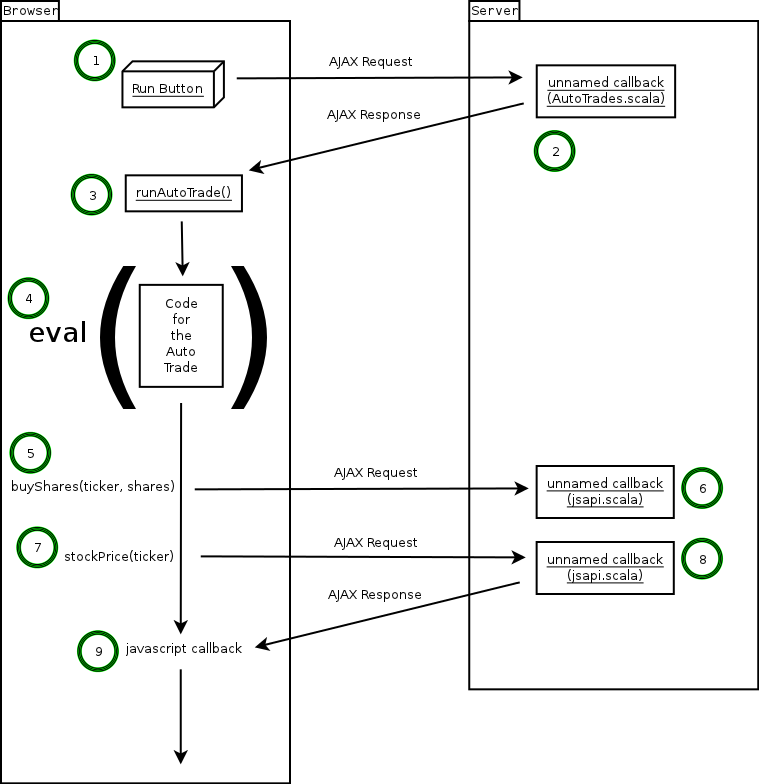 Browser
Server
1
AJAX Request
Run Button
unnamed callback
(AutoTrades.scala)
AJAX Response
2
3
runAutoTrade()
4
eval
(
Code
for
the
Auto
Trade
)
5
buyShares(ticker, shares)
AJAX Request
unnamed callback
(jsapi.scala)
6
7
stockPrice(ticker)
AJAX Request
unnamed callback
(jsapi.scala)
8
AJAX Response
9
javascript callback